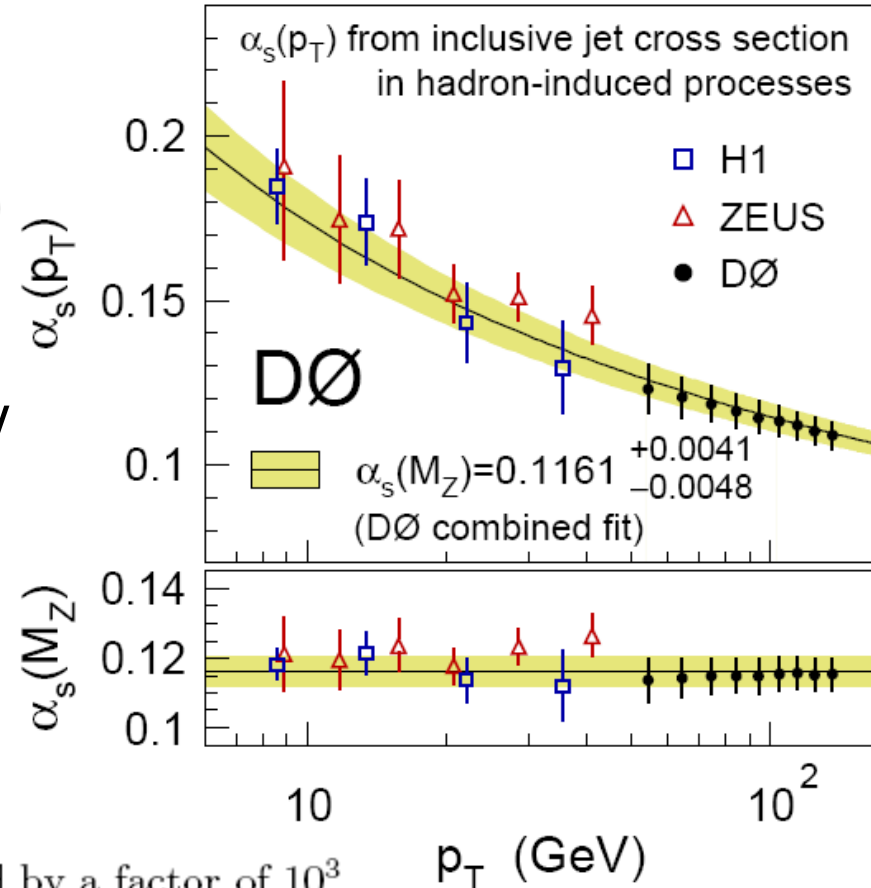 αs(pT) from inclusive jet cross section
in hadron-induced processes
H1
ZEUS
DØ
0.2
0.15
0.1
αs(pT)
DØ
αs(MZ)=0.1161 +0.0041 −0.0048
(DØ combined fit)
y
0.14
0.12
0.1
αs(MZ)
10
10²
pT (GeV)
by a factor of 10³